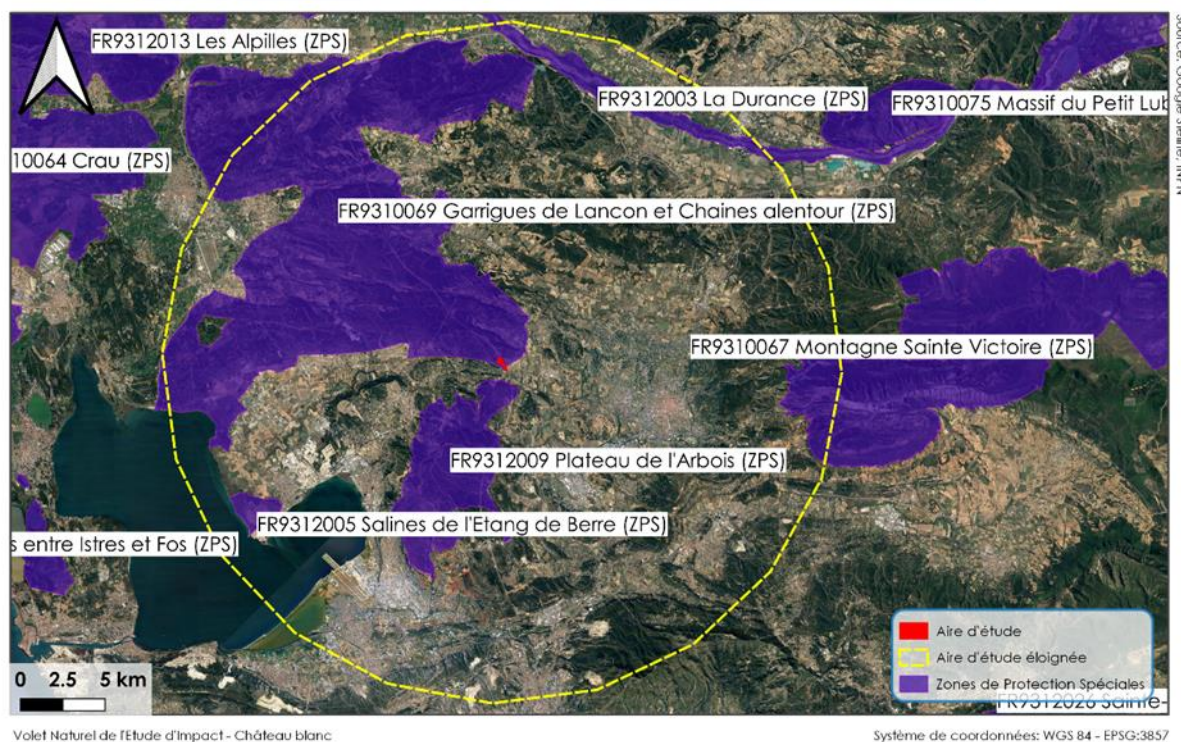 FR9312013 Les Alpilles (ZPS)
FR9312003 La Durance (ZPS)
FR9310075 Massif du Petit Lub
10064 Crau (ZPS)
FR9310069 Garrigues de Lancon et Chaines alentour (ZPS)
FR9310067 Montagne Sainte Victoire (ZPS)
FR9312009 Plateau de l'Arbois (ZPS)
FR9312005 Salines de l'Etang de Berre (ZPS)
s entre Istres et Fos (ZPS)
Aire d'étude
Aire d'étude éloignée
Zones de Protection Spéciales
FR9312026 Sainte-
0 2.5 5 km
Volet Naturel de l'Etude d'Impact - Château blanc
Système de coordonnées: WGS 84 - EPSG:3857